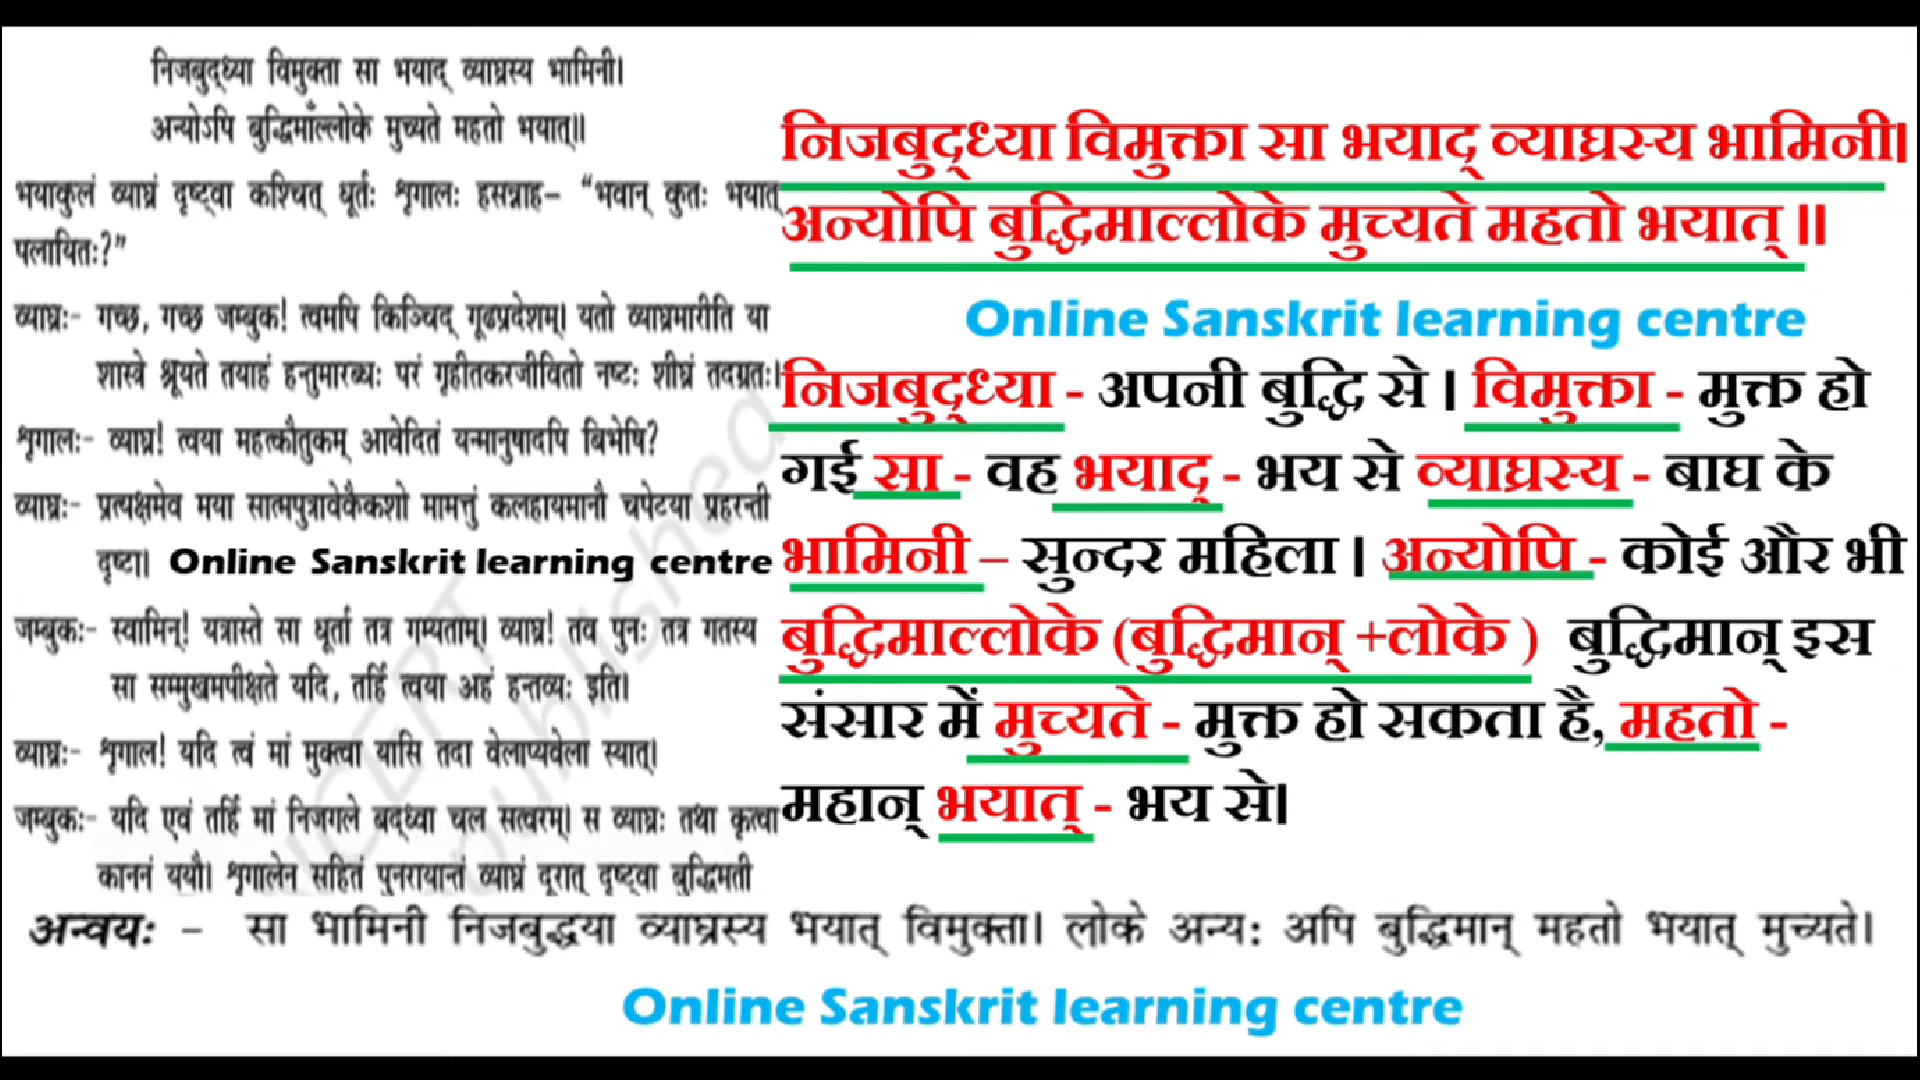 निजबुद्ध्या विमुक्ता सा भयाद् व्याघ्रस्य भामिनी।
अन्योऽपि बुद्धिमाँल्लोके मुच्यते महतो भयात्॥
भयाकुलं व्याघ्रं दृष्ट्वा कश्चित् धूर्तः शृगालः हसन्नाह– “भवान् कुतः भयात्
पलायितः?”
व्याघ्रः- गच्छ, गच्छ जम्बुक! त्वमपि किञ्चिद् गूढप्रदेशम्। यतो व्याघ्रमारीति या
शास्त्रे श्रूयते तयाहं हन्तुमारब्धः परं गृहीतकरजीवितो नष्टः शीघ्रं तदग्रतः।
शृगालः- व्याघ्र! त्वया महत्कौतुकम् आवेदितं यन्मानुषादपि बिभेषि?
व्याघ्रः- प्रत्यक्षमेव मया सात्मपुत्रावेकैकशो मामत्तुं कलहायमानौ चपेटया प्रहरन्ती
दृष्टा। Online Sanskrit learning centre
जम्बुकः- स्वामिन्! यत्रास्ते सा धूर्ता तत्र गम्यताम्। व्याघ्र! तव पुनः तत्र गतस्य
सा सम्मुखमपीक्षते यदि, तर्हि त्वया अहं हन्तव्यः इति।
व्याघ्रः- शृगाल! यदि त्वं मां मुक्त्वा यासि तदा वेलाप्यवेला स्यात्।
जम्बुकः- यदि एवं तर्हि मां निजगले बद्ध्वा चल सत्वरम्। स व्याघ्रः तथा कृत्वा
काननं ययौ। शृगालेन सहितं पुनरायान्तं व्याघ्रं दूरात् दृष्ट्वा बुद्धिमती
निजबुद्ध्या विमुक्ता सा भयाद् व्याघ्रस्य भामिनी।
अन्योपि बुद्धिमाल्लोके मुच्यते महतो भयात् ॥
Online Sanskrit learning centre
निजबुद्ध्या - अपनी बुद्धि से । विमुक्ता - मुक्त हो
गई सा - वह भयाद् - भय से व्याघ्रस्य - बाघ के
भामिनी – सुन्दर महिला । अन्योपि - कोई और भी
बुद्धिमाल्लोके (बुद्धिमान् +लोके ) बुद्धिमान् इस
संसार में मुच्यते - मुक्त हो सकता है, महतो -
महान् भयात् - भय से।
अन्वयः - सा भामिनी निजबुद्धया व्याघ्रस्य भयात् विमुक्ता। लोके अन्यः अपि बुद्धिमान् महतो भयात् मुच्यते।
Online Sanskrit learning centre